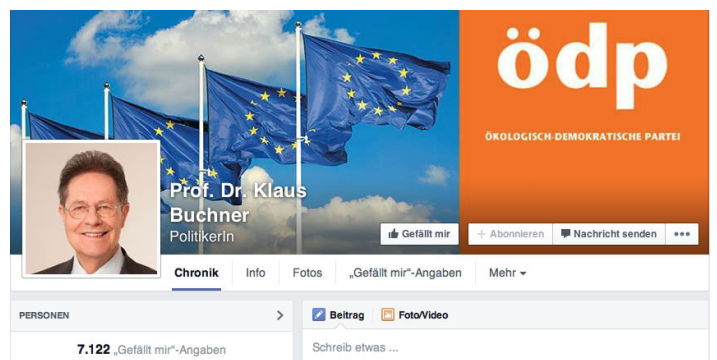 ödp
ÖKOLOGISCH-DEMOKRATISCHE PARTEI
Prof. Dr. Klaus
Buchner
PolitikerIn
Gefällt mir
Abonnieren
Nachricht senden
Chronik Info Fotos „Gefällt mir“-Angaben Mehr
PERSONEN
7.122 „Gefällt mir“-Angaben
Beitrag Foto/Video
Schreib etwas ...